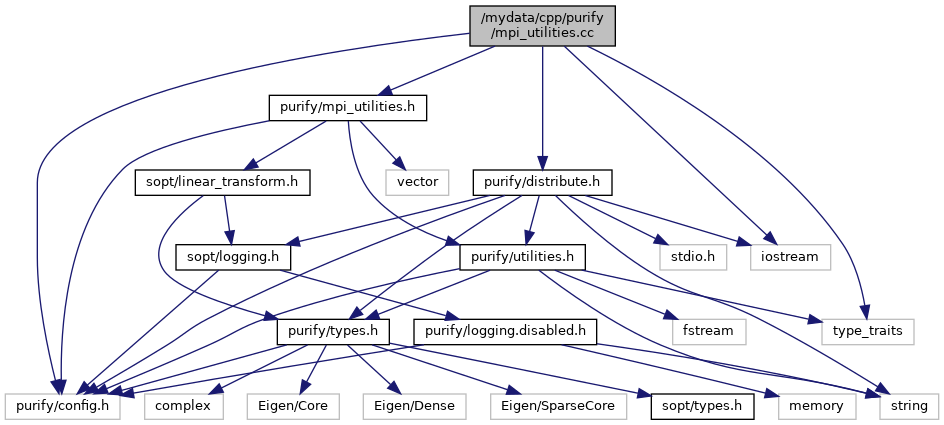 /mydata/cpp/purify
/mpi_utilities.cc
purify/mpi_utilities.h
sopt/linear_transform.h
vector
purify/distribute.h
sopt/logging.h
purify/utilities.h
stdio.h
iostream
purify/types.h
purify/logging.disabled.h
fstream
type_traits
purify/config.h
complex
Eigen/Core
Eigen/Dense
Eigen/SparseCore
sopt/types.h
memory
string